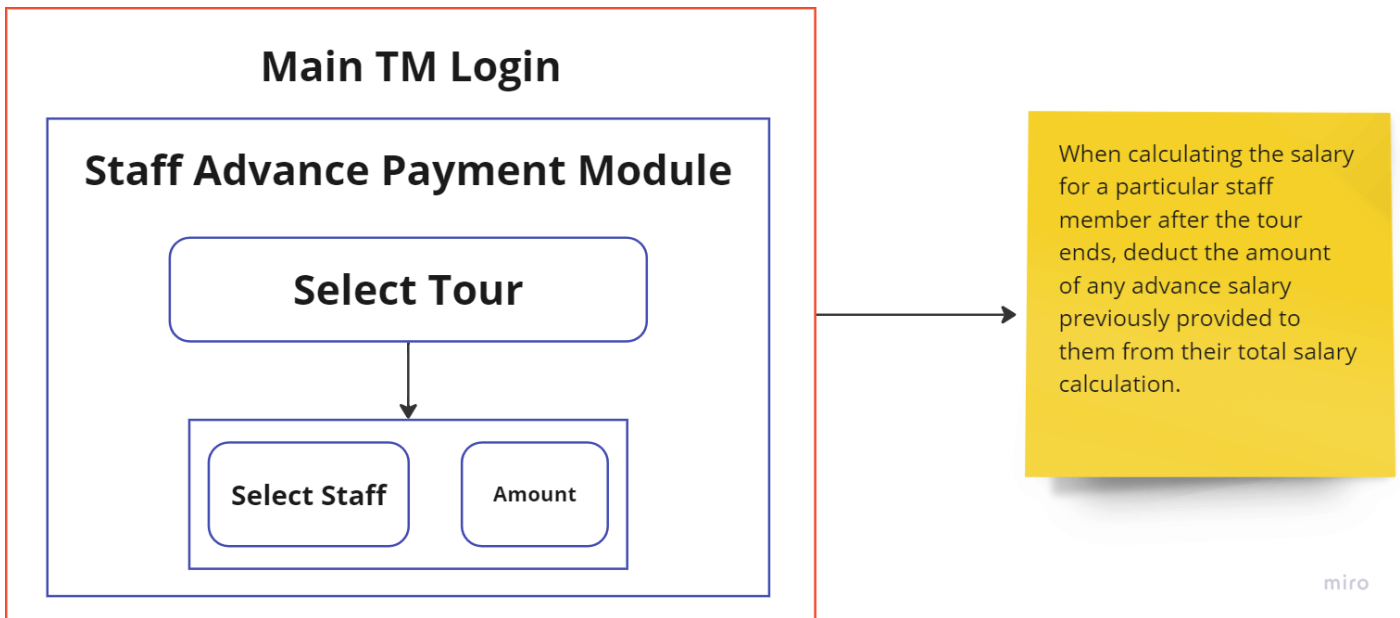 Main TM Login
Staff Advance Payment Module
Select Tour
Select Staff
Amount
When calculating the salary
for a particular staff
member after the tour
ends, deduct the amount
of any advance salary
previously provided to
them from their total salary
calculation.
miro